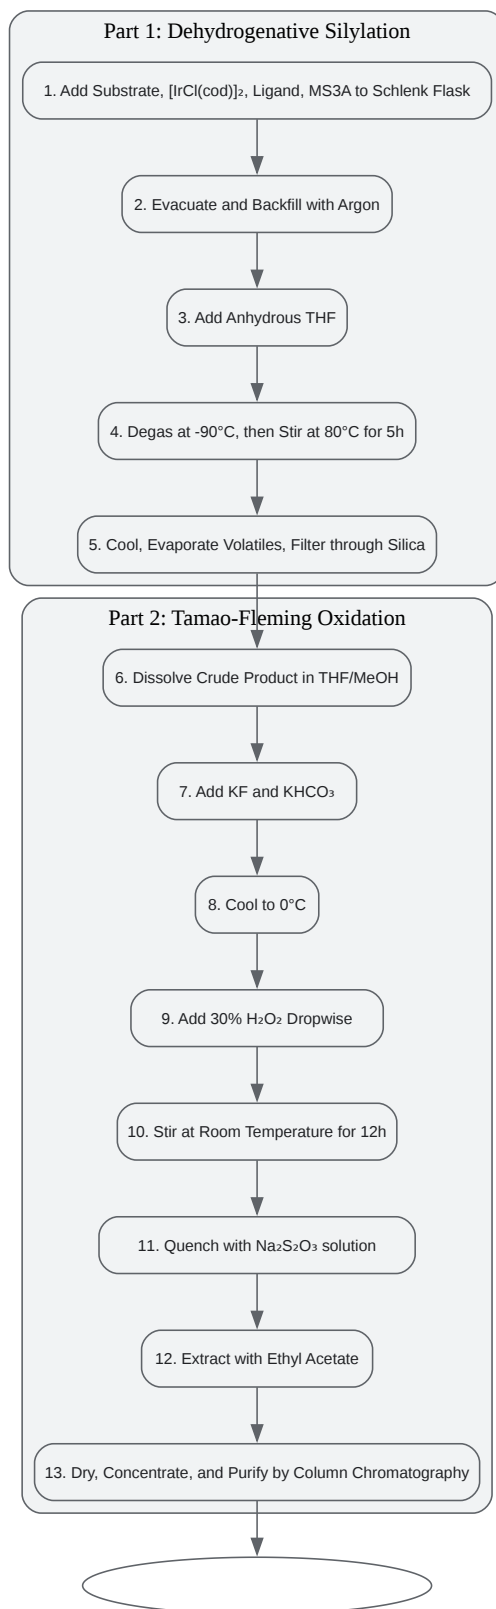 Part 1: Dehydrogenative Silylation
1. Add Substrate, [IrCl(cod)]₂, Ligand, MS3A to Schlenk Flask
2. Evacuate and Backfill with Argon
3. Add Anhydrous THF
4. Degas at -90°C, then Stir at 80°C for 5h
5. Cool, Evaporate Volatiles, Filter through Silica
Part 2: Tamao-Fleming Oxidation
6. Dissolve Crude Product in THF/MeOH
7. Add KF and KHCO₃
8. Cool to 0°C
9. Add 30% H₂O₂ Dropwise
10. Stir at Room Temperature for 12h
11. Quench with Na₂S₂O₃ solution
12. Extract with Ethyl Acetate
13. Dry, Concentrate, and Purify by Column Chromatography